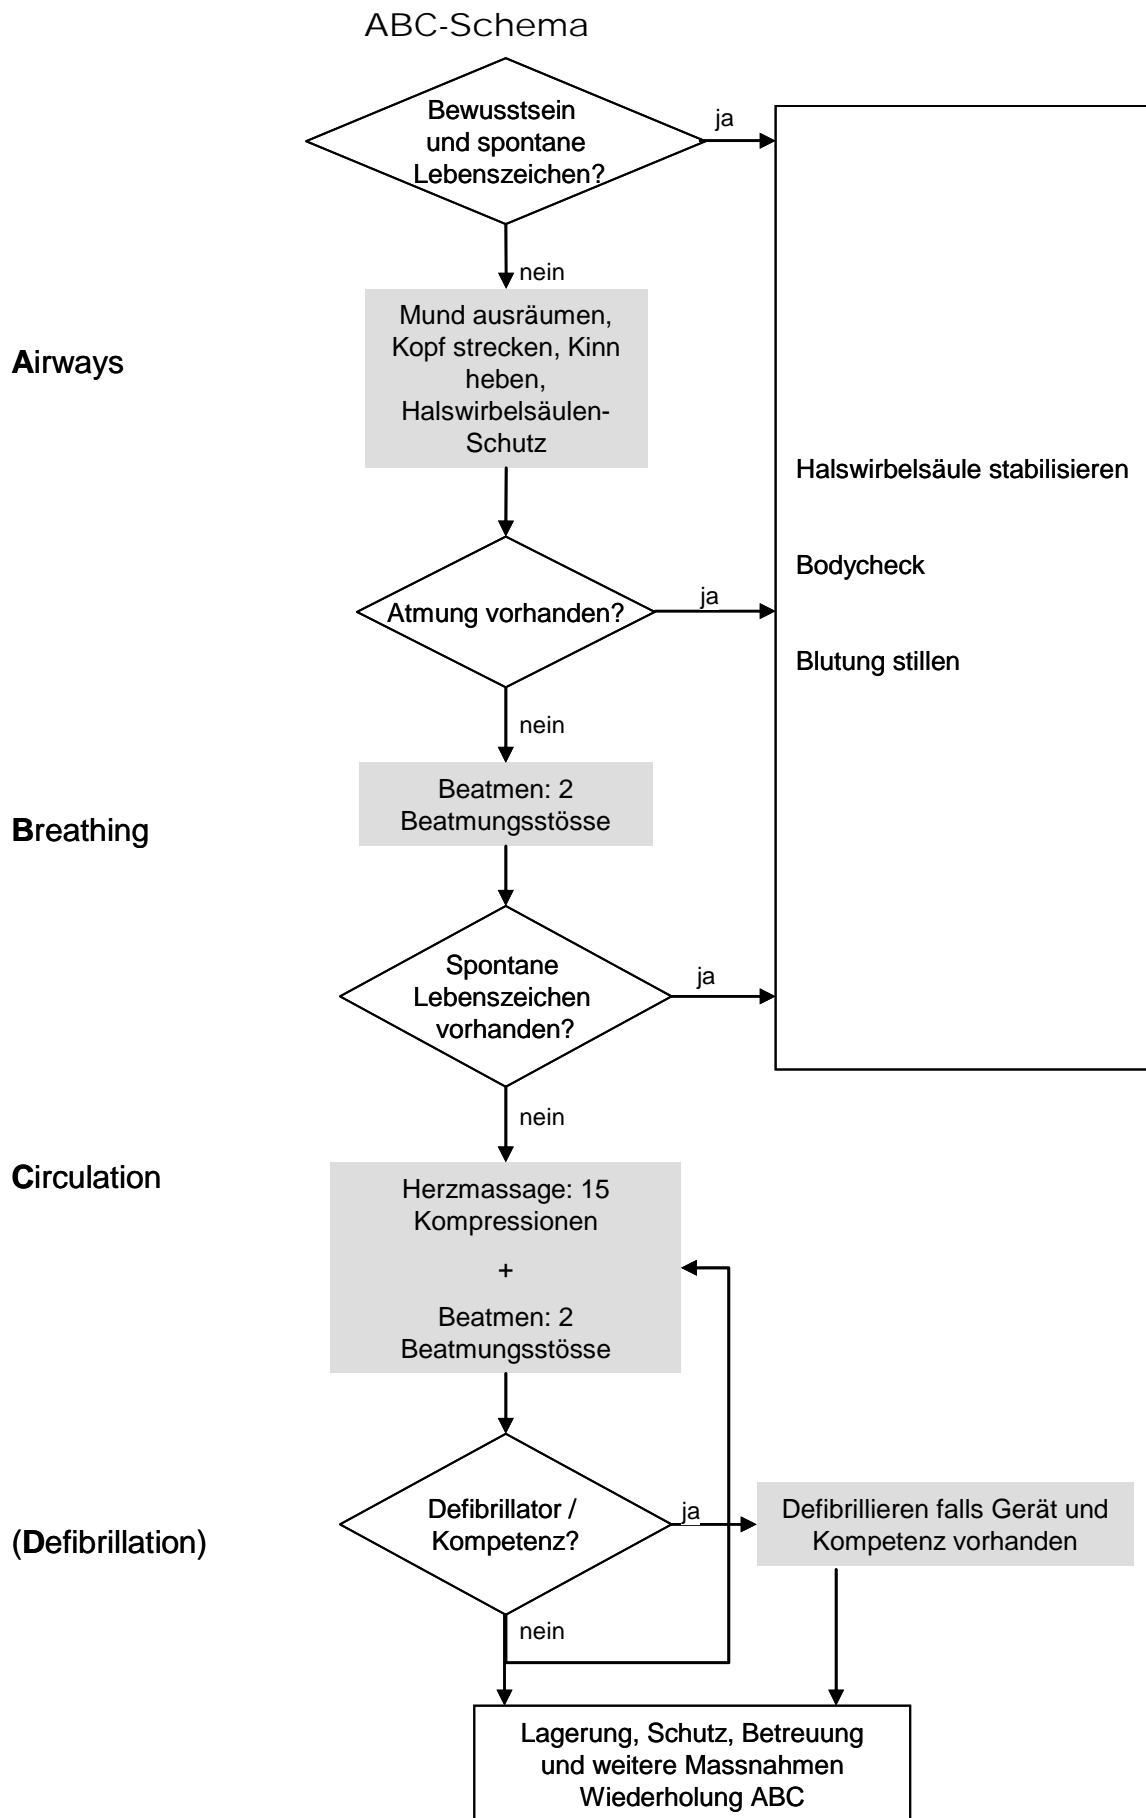 ABC-Schema
Bewusstsein
und spontane
Lebenszeichen?
ja
nein
Airways
Mund ausräumen,
Kopf strecken, Kinn
heben,
Halswirbelsäulen-
Schutz
Halswirbelsäule stabilisieren
Bodycheck
Blutung stillen
Atmung vorhanden?
ja
nein
Breathing
Beatmen: 2
Beatmungsstösse
Spontane
Lebenszeichen
vorhanden?
ja
nein
Circulation
Herzmassage: 15
Kompressionen
+
Beatmen: 2
Beatmungsstösse
(Defibrillation)
Defibrillator /
Kompetenz?
ja
nein
Defibrillieren falls Gerät und
Kompetenz vorhanden
Lagerung, Schutz, Betreuung
und weitere Massnahmen
Wiederholung ABC